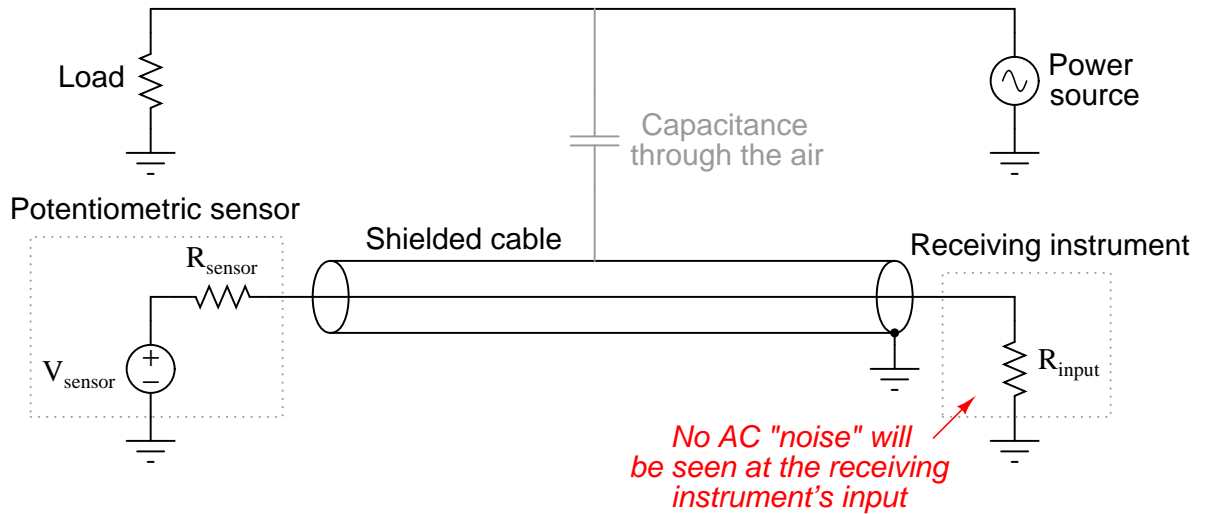 Load
Power
source
Capacitance
through the air
Potentiometric sensor
Shielded cable
Receiving instrument
Rsensor
+
−
Vsensor
Rinput
No AC "noise" will
be seen at the receiving
instrument's input